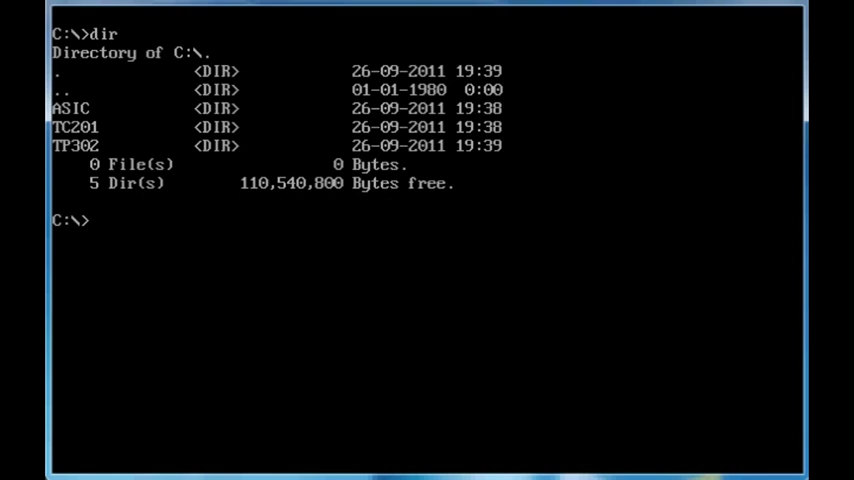 C:\>dir
Directory of C:\.
. <DIR> 26-09-2011 19:39
.. <DIR> 01-01-1980 0:00
ASIC <DIR> 26-09-2011 19:38
TC201 <DIR> 26-09-2011 19:38
TP302 <DIR> 26-09-2011 19:39
0 File(s) 0 Bytes.
5 Dir(s) 110,540,800 Bytes free.
C:\>